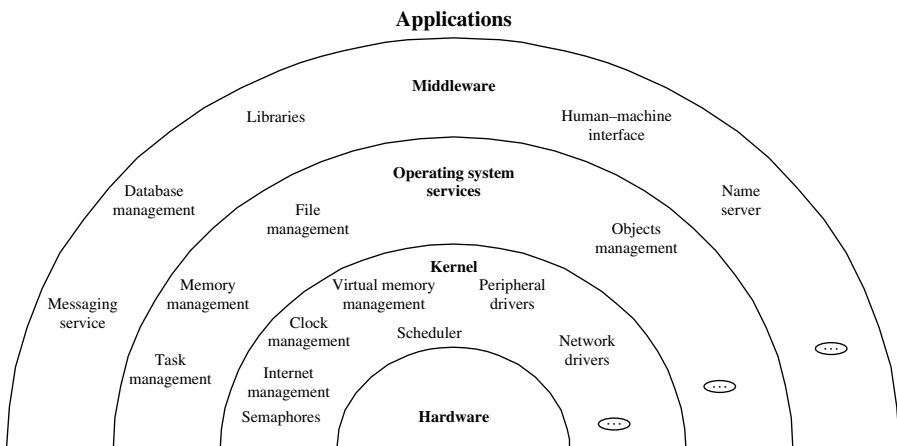 Applications
Middleware
Libraries
Human–machine
interface
Database
management
Name
server
Messaging
service
Operating system
services
File
management
Objects
management
Memory
management
Task
management
Kernel
Virtual memory
management
Peripheral
drivers
Clock
management
Scheduler
Network
drivers
Internet
management
Semaphores
Hardware
...
...
...